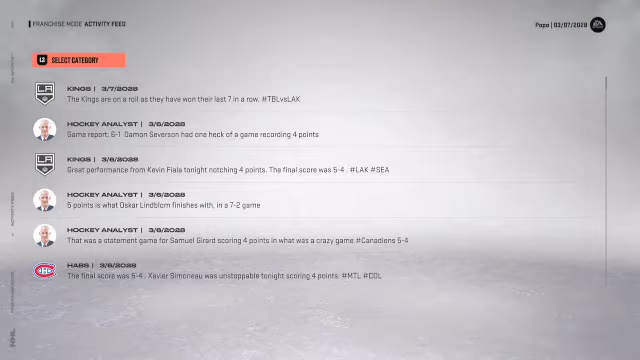 FRANCHISE MODE ACTIVITY FEED
Papo | 03/07/2028
L2 SELECT CATEGORY
KINGS | 3/7/2028
The Kings are on a roll as they have won their last 7 in a row. #TBLvsLAK
HOCKEY ANALYST | 3/6/2028
Game report: 6-1 Damon Severson had one heck of a game recording 4 points
KINGS | 3/6/2028
Great performance from Kevin Fiala tonight notching 4 points. The final score was 5-4 . #LAK #SEA
HOCKEY ANALYST | 3/6/2028
5 points is what Oskar Lindblom finishes with, in a 7-2 game
HOCKEY ANALYST | 3/6/2028
That was a statement game for Samuel Girard scoring 4 points in what was a crazy game #Canadiens 5-4
HABS | 3/6/2028
The final score was 5-4 . Xavier Simoneau was unstoppable tonight scoring 4 points. #MTL #COL
ACTIVITY FEED
NHL